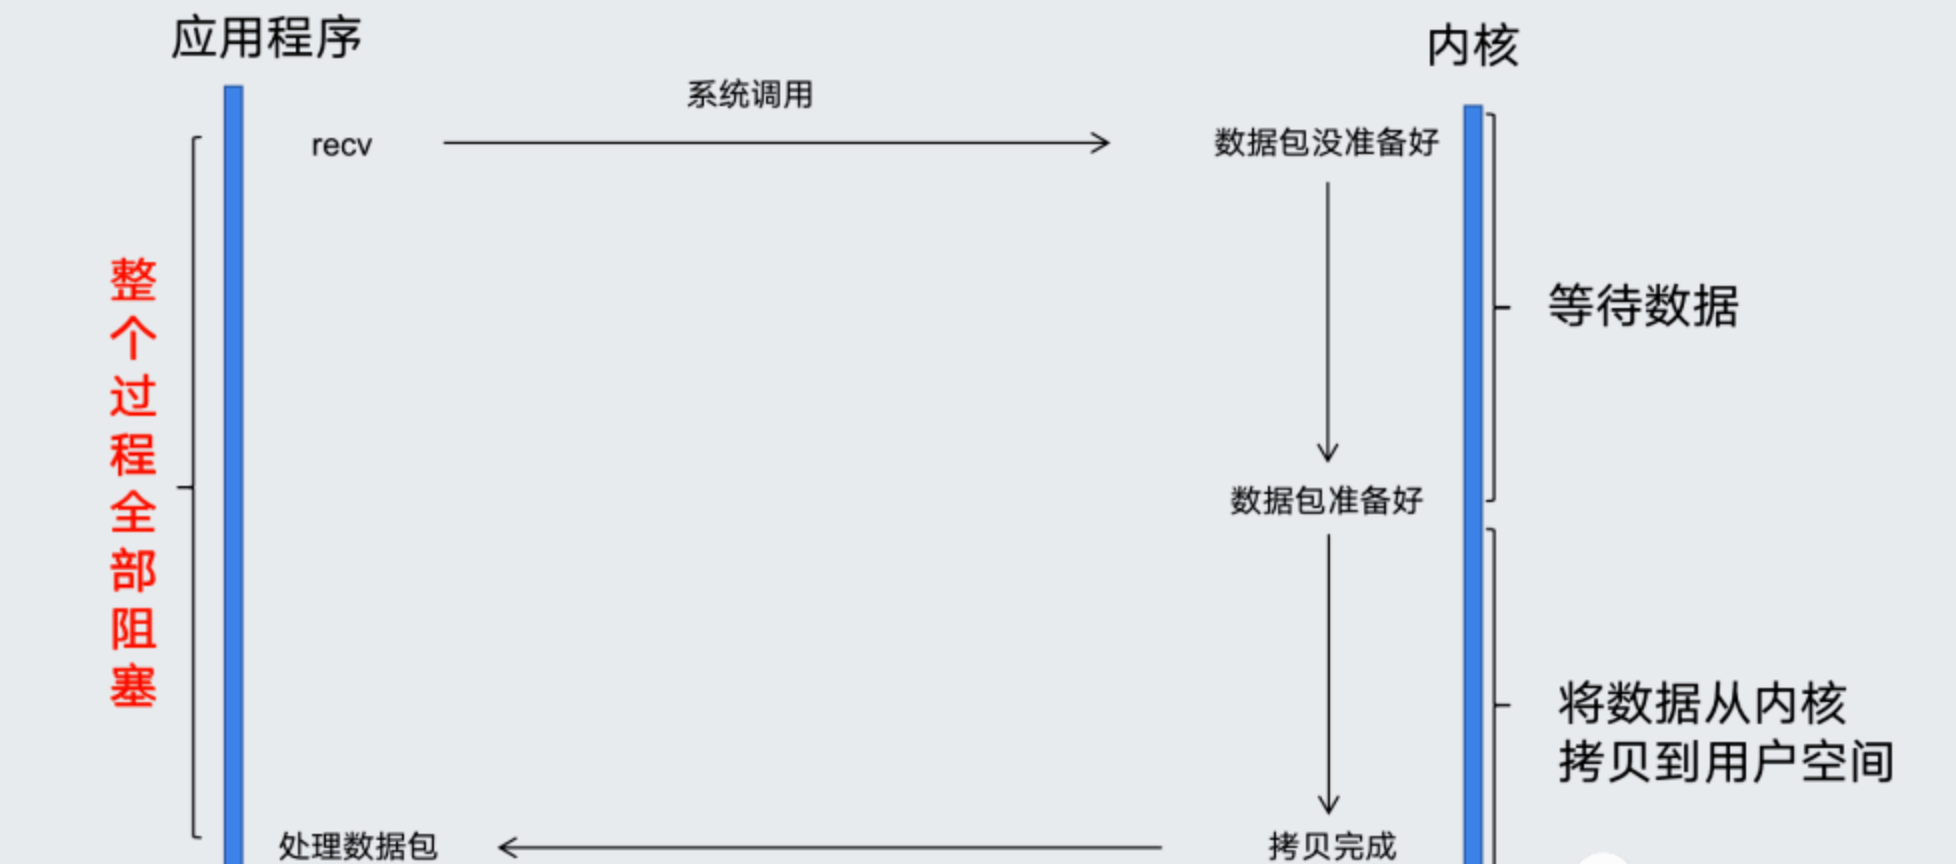 应用程序
内核
系统调用
recv
数据包没准备好
等待数据
整个过程全部阻塞
数据包准备好
将数据从内核
拷贝到用户空间
处理数据包
拷贝完成